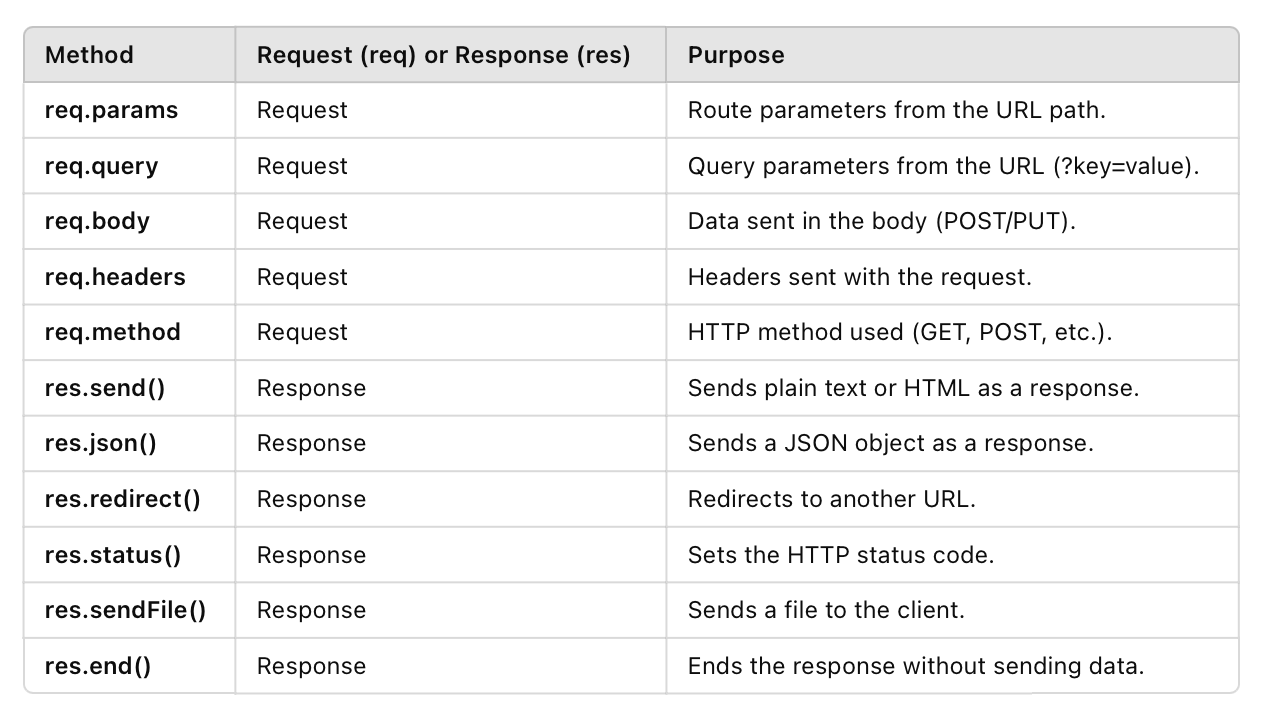 Method Request (req) or Response (res) Purpose
req.params Request Route parameters from the URL path.
req.query Request Query parameters from the URL (?key=value).
req.body Request Data sent in the body (POST/PUT).
req.headers Request Headers sent with the request.
req.method Request HTTP method used (GET, POST, etc.).
res.send() Response Sends plain text or HTML as a response.
res.json() Response Sends a JSON object as a response.
res.redirect() Response Redirects to another URL.
res.status() Response Sets the HTTP status code.
res.sendFile() Response Sends a file to the client.
res.end() Response Ends the response without sending data.